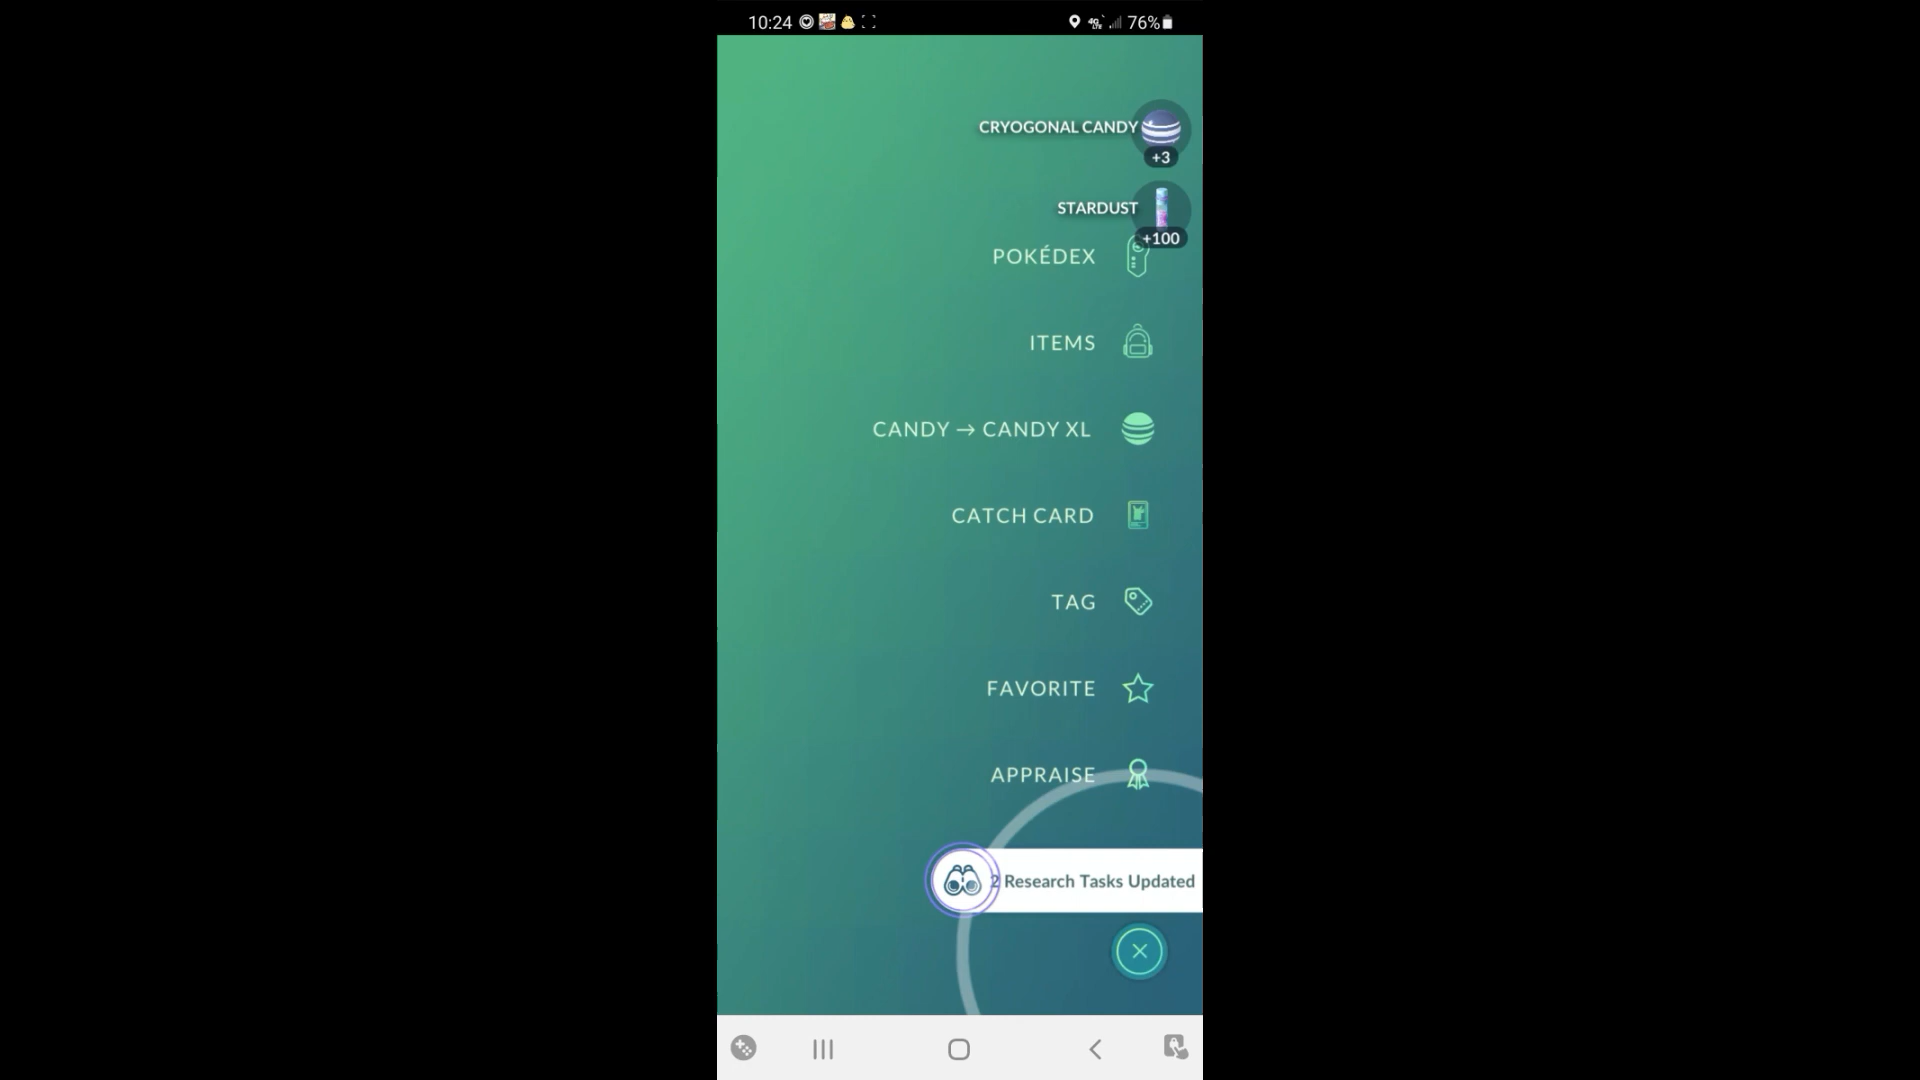 10:24
4G 76%
CRYOGONAL CANDY
+3
STARDUST
+100
POKÉDEX
ITEMS
CANDY → CANDY XL
CATCH CARD
TAG
FAVORITE
APPRAISE
2 Research Tasks Updated